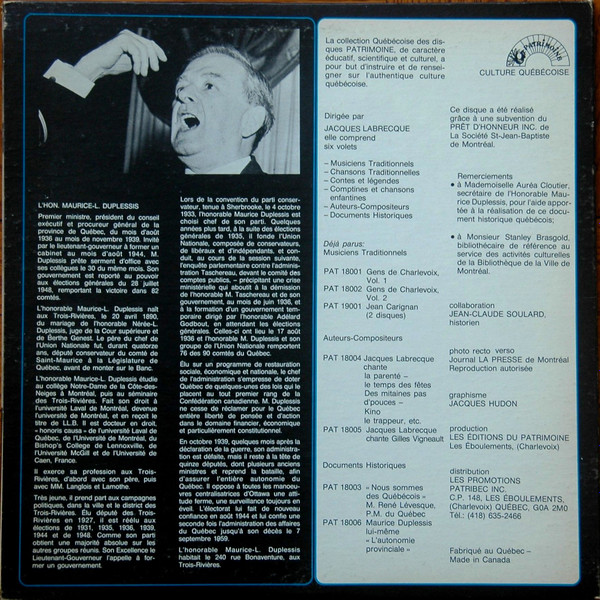 L'HON. MAURICE-L. DUPLESSIS
Premier ministre, président du conseil
exécutif et procureur général de la
province de Québec, du mois d'août
1936 au mois de novembre 1939. Invité
par le lieutenant-gouverneur à former un
cabinet au mois d'août 1944, M.
Duplessis prête serment d'office avec
ses collègues le 30 du même mois. Son
gouvernement est reporté au pouvoir
aux élections générales du 28 juillet
1948, remportant la victoire dans 82
comtés.
L'honorable Maurice-L. Duplessis naît
aux Trois-Rivières, le 20 avril 1890,
du mariage de l'honorable Nérée-L.
Duplessis, juge de la Cour supérieure et
de Berthe Genest. Le père du chef de
l'Union Nationale fut, durant quatorze
ans, député conservateur du comté de
Saint-Maurice à la Législature de
Québec, avant de monter sur le Banc.
L'honorable Maurice-L. Duplessis étudie
au collège Notre-Dame de la Côte-des-
Neiges à Montréal, puis au séminaire
des Trois-Rivières. Fait son droit à
l'université Laval de Montréal, devenue
l'université de Montréal, et en reçoit le
titre de LL.B. Il est docteur en droit,
«honoris causa» de l'université Laval de
Québec, de l'Université de Montréal, du
Bishop's College de Lennoxville, de
l'Université McGill et de l'Université de
Caen, France.
Il exerce sa profession aux Trois-
Rivières, d'abord avec son père, puis
avec MM. Langlois et Lamothe.
Très jeune, il prend part aux campagnes
politiques, dans la ville et le district des
Trois-Rivières. Élu député des Trois-
Rivières en 1927, il est réélu aux
élections de 1931, 1935, 1936, 1939,
1944 et de 1948. Comme son parti
obtient une majorité absolue sur les
autres groupes réunis. Son Excellence le
Lieutenant-Gouverneur l'appelle à for-
mer un gouvernement.
Lors de la convention du parti conser-
vateur, tenue à Sherbrooke, le 4 octobre
1933, l'honorable Maurice Duplessis est
choisi chef de son parti. Quelques
années plus tard, à la suite des élections
générales de 1935, il fonde l'Union
Nationale, composée de conservateurs,
de libéraux et d'indépendants, et con-
duit, au cours de la session suivante,
l'enquête parlementaire contre l'adminis-
tration Taschereau, devant le comité des
comptes publics, – précipitant une crise
ministérielle qui aboutit à la démission
de l'honorable M. Taschereau et de son
gouvernement, au mois de juin 1936, et
à la formation d'un gouvernement tem-
poraire dirigé par l'honorable Adélard
Godbout, en attendant les élections
générales. Celles-ci ont lieu le 17 août
1936 et l'honorable M. Duplessis et son
groupe de l'Union Nationale remportent
76 des 90 comtés du Québec.
Élu sur un programme de restauration
sociale, économique et nationale, le chef
de l'administration s'empresse de doter
Québec de quelques-unes des lois qui le
placent au tout premier rang de la
Confédération canadienne. M. Duplessis
ne cesse de réclamer pour le Québec
entière liberté de pensée et d'action
dans le domaine financier, économique
et particulièrement constitutionnel.
En octobre 1939, quelques mois après la
déclaration de la guerre, son administra-
tion est défaite, mais il reste à la tête de
quinze députés, dont plusieurs anciens
ministres et reprend la bataille, afin
d'assurer l'entière autonomie du
Québec. Il oppose à toutes les manoeu-
vres centralisatrices d'Ottawa une atti-
tude ferme, une surveillance toujours en
éveil. L'électorat lui fait de nouveau
confiance en août 1944 et lui confie une
seconde fois l'administration des affaires
du Québec jusqu'à son décès le 7
septembre 1959.
L'honorable Maurice-L. Duplessis
habitait le 240 rue Bonaventure, aux
Trois-Rivières.
La collection Québécoise des dis-
ques PATRIMOINE, de caractère
éducatif, scientifique et culturel, a
pour but d'instruire et de rensei-
gner sur l'authentique culture
québécoise.
LE PATRIMOINE
CULTURE QUÉBÉCOISE
Dirigée par
JACQUES LABRECQUE
elle comprend
six volets
– Musiciens Traditionnels
– Chansons Traditionnelles
– Contes et légendes
– Comptines et chansons
enfantines
– Auteurs-Compositeurs
– Documents Historiques
Déjà parus:
Musiciens Traditionnels
PAT 18001 Gens de Charlevoix,
Vol. 1
PAT 18002 Gens de Charlevoix,
Vol. 2
PAT 19001 Jean Carignan
(2 disques)
Auteurs-Compositeurs
PAT 18004 Jacques Labrecque
chante
la parenté –
le temps des fêtes
Des mitaines pas
d'pouces –
Kino
le trappeur, etc.
PAT 18005 Jacques Labrecque
chante Gilles Vigneault
Documents Historiques
PAT 18003 « Nous sommes
des Québécois »
M. René Lévesque,
P.M. du Québec
PAT 18006 Maurice Duplessis
lui-même
« L'autonomie
provinciale »
Ce disque a été réalisé
grâce à une subvention du
PRÊT D'HONNEUR INC. de
La Société St-Jean-Baptiste
de Montréal.
Remerciements
• à Mademoiselle Auréa Cloutier,
secrétaire de l'Honorable Mau-
rice Duplessis, pour l'aide appor-
tée à la réalisation de ce docu-
ment historique québécois;
• à Monsieur Stanley Brasgold,
bibliothécaire de référence au
service des activités culturelles
de la Bibliothèque de la Ville de
Montréal.
collaboration
JEAN-CLAUDE SOULARD,
historien
photo recto verso
Journal LA PRESSE de Montréal
Reproduction autorisée
graphisme
JACQUES HUDON
production
LES ÉDITIONS DU PATRIMOINE
Les Éboulements, (Charlevoix)
distribution
LES PROMOTIONS
PATRIBEC INC.
C.P. 148, LES ÉBOULEMENTS,
(Charlevoix) QUÉBEC, G0A 2M0
Tél.: (418) 635-2466
Fabriqué au Québec –
Made in Canada